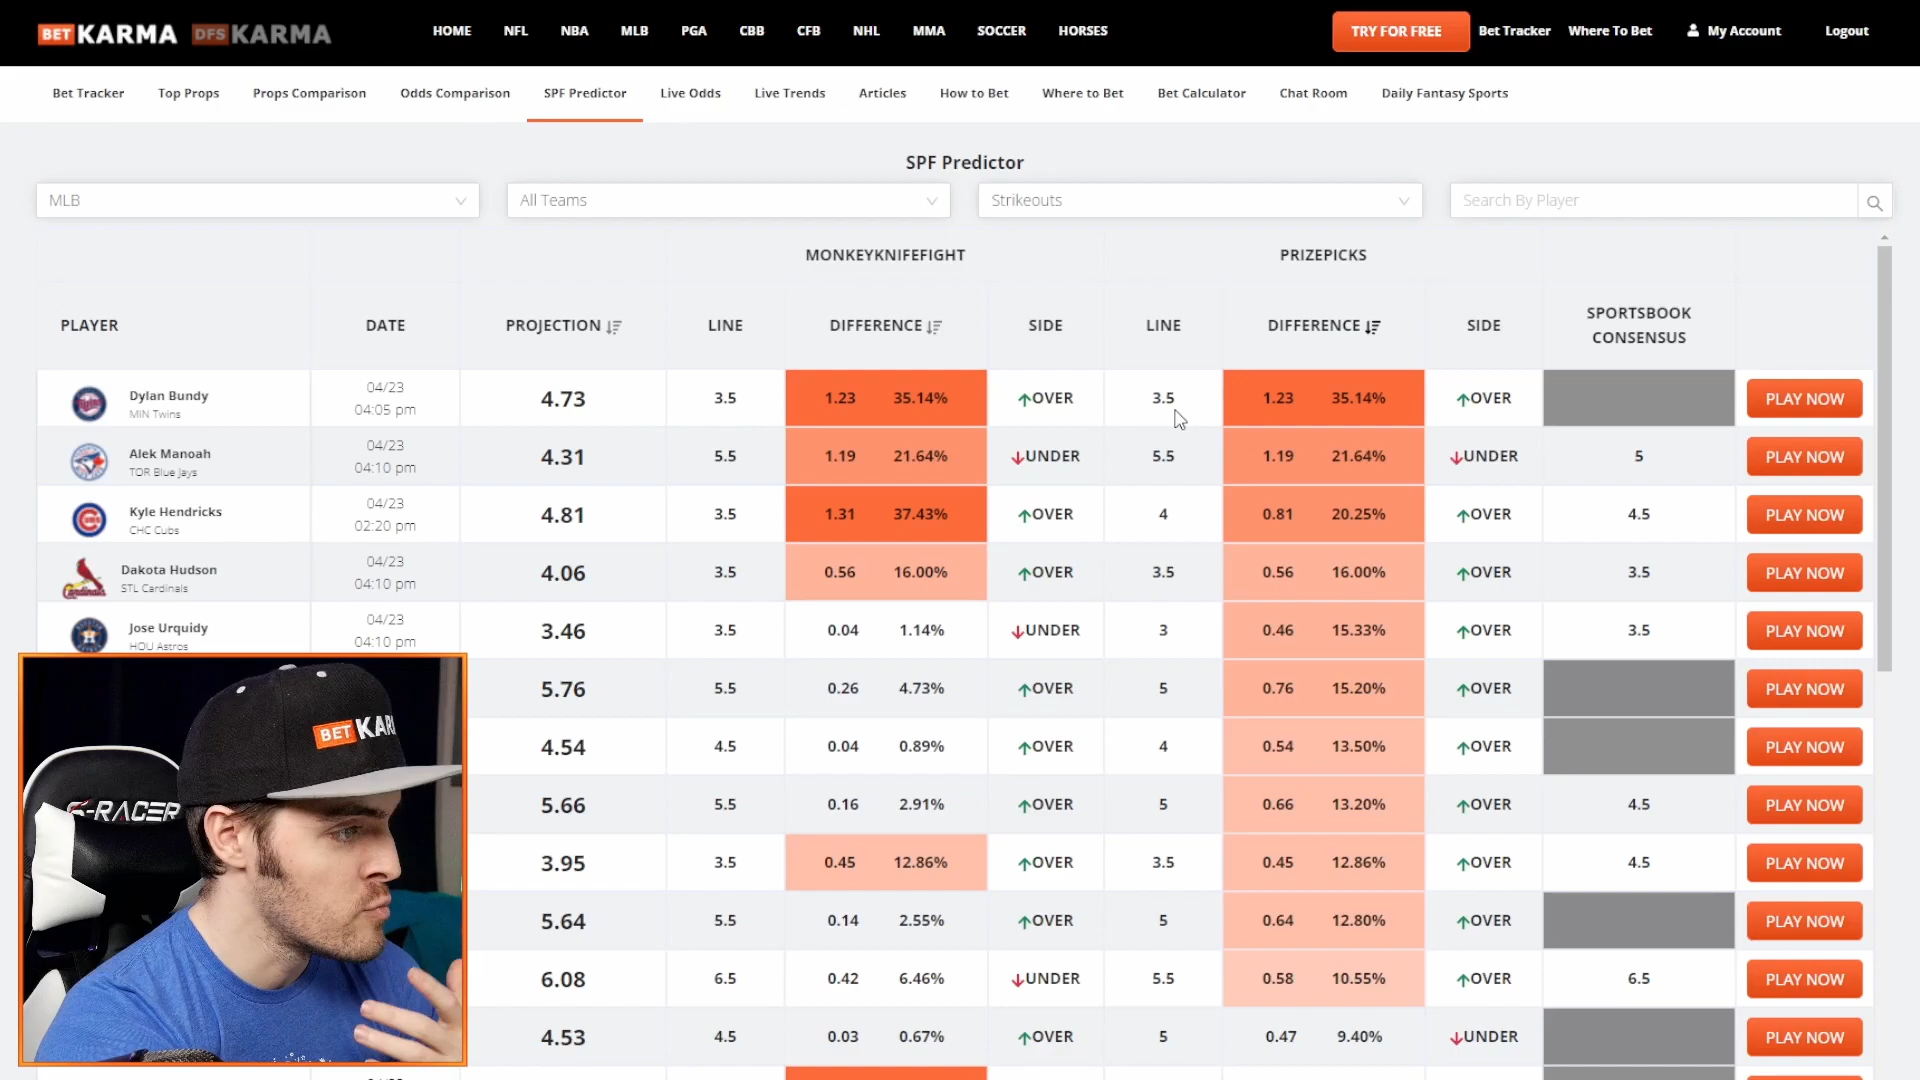 BET KARMA DFS KARMA HOME NFL NBA MLB PGA CBB CFB NHL MMA SOCCER HORSES TRY FOR FREE Bet Tracker Where To Bet My Account Logout
Bet Tracker Top Props Props Comparison Odds Comparison SPF Predictor Live Odds Live Trends Articles How to Bet Where to Bet Bet Calculator Chat Room Daily Fantasy Sports
SPF Predictor
MLB All Teams Strikeouts Search By Player
MONKEYKNIFEFIGHT PRIZEPICKS
PLAYER DATE PROJECTION LINE DIFFERENCE SIDE LINE DIFFERENCE SIDE SPORTSBOOK CONSENSUS
Dylan Bundy MIN Twins 04/23 04:05 pm 4.73 3.5 1.23 35.14% OVER 3.5 1.23 35.14% OVER PLAY NOW
Alek Manoah TOR Blue Jays 04/23 04:10 pm 4.31 5.5 1.19 21.64% UNDER 5.5 1.19 21.64% UNDER 5 PLAY NOW
Kyle Hendricks CHC Cubs 04/23 02:20 pm 4.81 3.5 1.31 37.43% OVER 4 0.81 20.25% OVER 4.5 PLAY NOW
Dakota Hudson STL Cardinals 04/23 04:10 pm 4.06 3.5 0.56 16.00% OVER 3.5 0.56 16.00% OVER 3.5 PLAY NOW
Jose Urquidy HOU Astros 04/23 04:10 pm 3.46 3.5 0.04 1.14% UNDER 3 0.46 15.33% OVER 3.5 PLAY NOW
5.76 5.5 0.26 4.73% OVER 5 0.76 15.20% OVER PLAY NOW
4.54 4.5 0.04 0.89% OVER 4 0.54 13.50% OVER PLAY NOW
5.66 5.5 0.16 2.91% OVER 5 0.66 13.20% OVER 4.5 PLAY NOW
3.95 3.5 0.45 12.86% OVER 3.5 0.45 12.86% OVER 4.5 PLAY NOW
5.64 5.5 0.14 2.55% OVER 5 0.64 12.80% OVER PLAY NOW
6.08 6.5 0.42 6.46% UNDER 5.5 0.58 10.55% OVER 6.5 PLAY NOW
4.53 4.5 0.03 0.67% OVER 5 0.47 9.40% UNDER PLAY NOW
BET KAR
-RACER